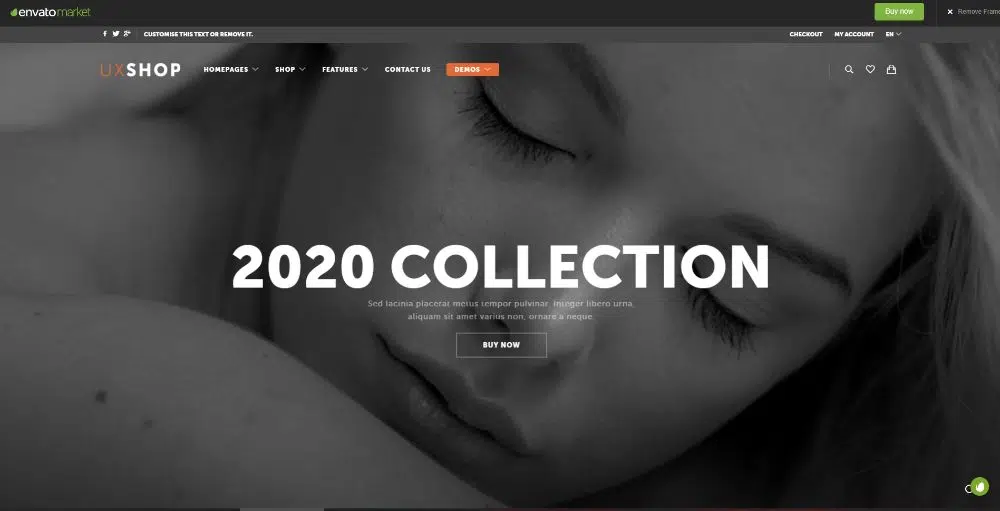 envato market
Buy now
Remove Frame
CUSTOMISE THIS TEXT OR REMOVE IT.
CHECKOUT
MY ACCOUNT
EN
UXSHOP
HOMEPAGES
SHOP
FEATURES
CONTACT US
DEMOS
2020 COLLECTION
Sed lacinia placerat metus tempor pulvinar, integer libero urna,
aliquam sit amet varius non, ornare a neque.
BUY NOW